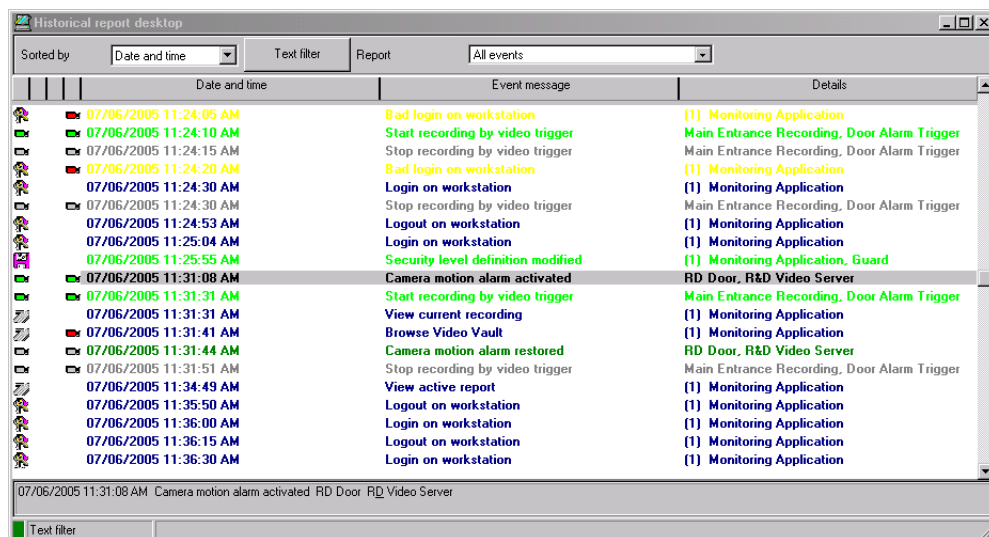 Historical report desktop
Sorted by Date and time Text filter Report All events
Date and time Event message Details
07/06/2005 11:24:05 AM Bad login on workstation (1) Monitoring Application
07/06/2005 11:24:10 AM Start recording by video trigger Main Entrance Recording, Door Alarm Trigger
07/06/2005 11:24:15 AM Stop recording by video trigger Main Entrance Recording, Door Alarm Trigger
07/06/2005 11:24:20 AM Bad login on workstation (1) Monitoring Application
07/06/2005 11:24:30 AM Login on workstation (1) Monitoring Application
07/06/2005 11:24:30 AM Stop recording by video trigger Main Entrance Recording, Door Alarm Trigger
07/06/2005 11:24:53 AM Logout on workstation (1) Monitoring Application
07/06/2005 11:25:04 AM Login on workstation (1) Monitoring Application
07/06/2005 11:25:55 AM Security level definition modified (1) Monitoring Application, Guard
07/06/2005 11:31:08 AM Camera motion alarm activated RD Door, R&D Video Server
07/06/2005 11:31:31 AM Start recording by video trigger Main Entrance Recording, Door Alarm Trigger
07/06/2005 11:31:31 AM View current recording (1) Monitoring Application
07/06/2005 11:31:41 AM Browse Video Vault (1) Monitoring Application
07/06/2005 11:31:44 AM Camera motion alarm restored RD Door, R&D Video Server
07/06/2005 11:31:51 AM Stop recording by video trigger Main Entrance Recording, Door Alarm Trigger
07/06/2005 11:34:49 AM View active report (1) Monitoring Application
07/06/2005 11:35:50 AM Logout on workstation (1) Monitoring Application
07/06/2005 11:36:00 AM Login on workstation (1) Monitoring Application
07/06/2005 11:36:15 AM Logout on workstation (1) Monitoring Application
07/06/2005 11:36:30 AM Login on workstation (1) Monitoring Application
07/06/2005 11:31:08 AM Camera motion alarm activated RD Door RD Video Server
Text filter